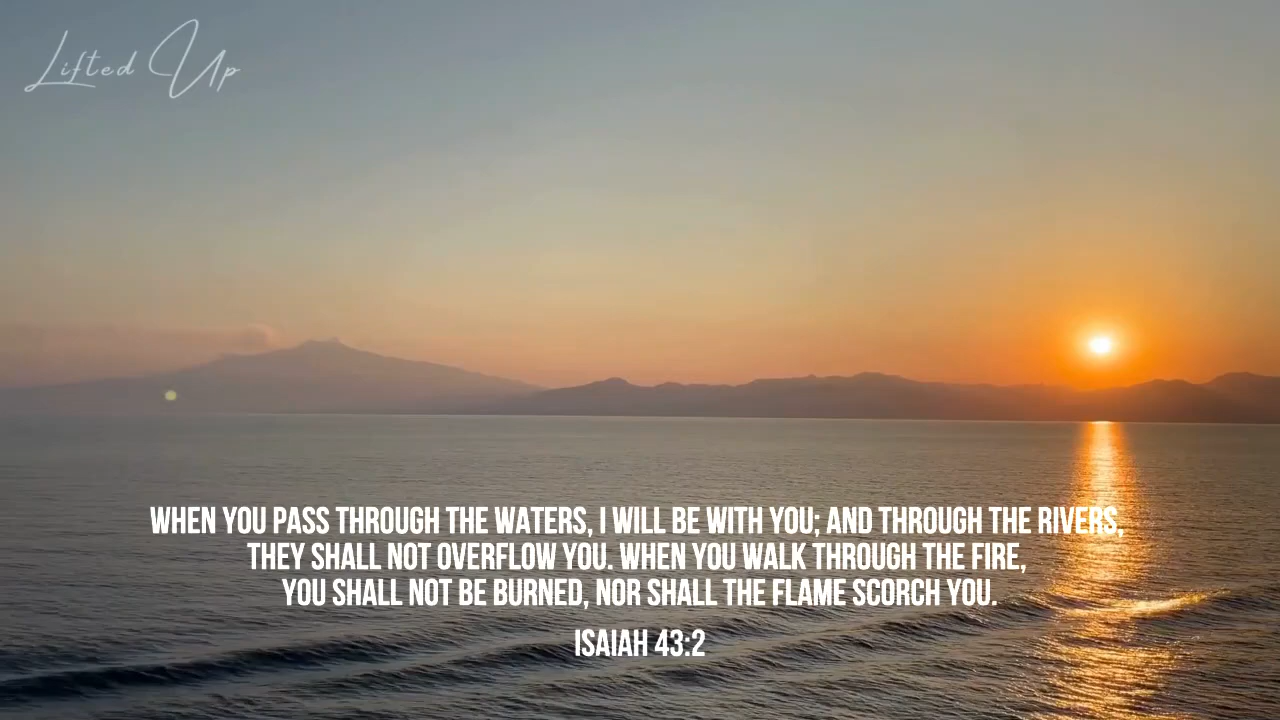 Lifted Up
WHEN YOU PASS THROUGH THE WATERS, I WILL BE WITH YOU; AND THROUGH THE RIVERS,
THEY SHALL NOT OVERFLOW YOU. WHEN YOU WALK THROUGH THE FIRE,
YOU SHALL NOT BE BURNED, NOR SHALL THE FLAME SCORCH YOU.
ISAIAH 43:2